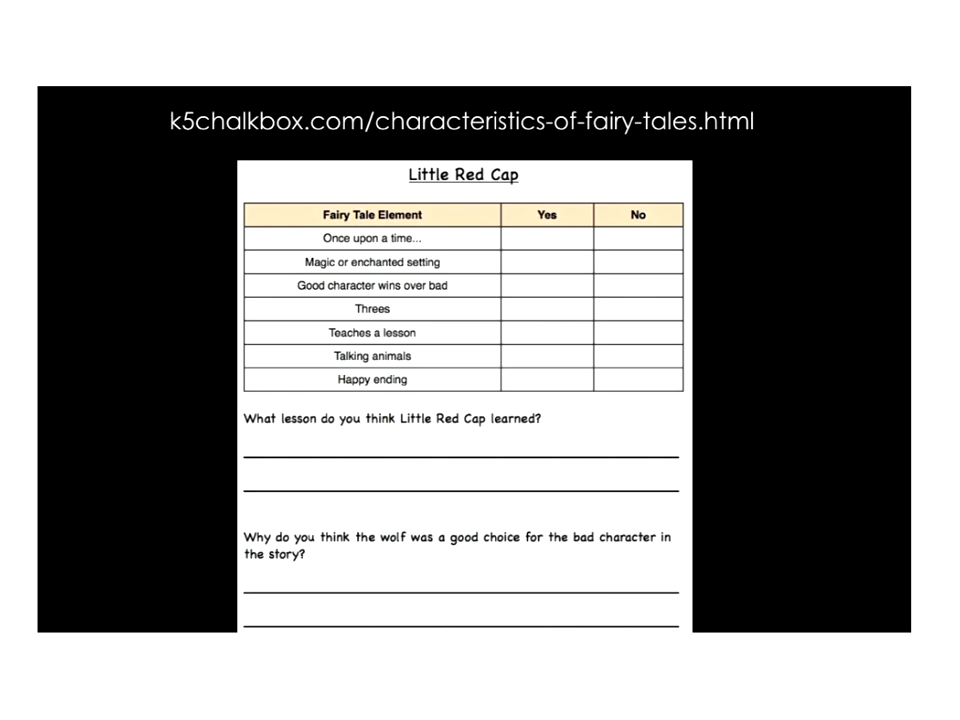 k5chalkbox.com/characteristics-of-fairy-tales.html
Little Red Cap
Fairy Tale Element Yes No
Once upon a time...
Magic or enchanted setting
Good character wins over bad
Threes
Teaches a lesson
Talking animals
Happy ending
What lesson do you think Little Red Cap learned?
Why do you think the wolf was a good choice for the bad character in
the story?